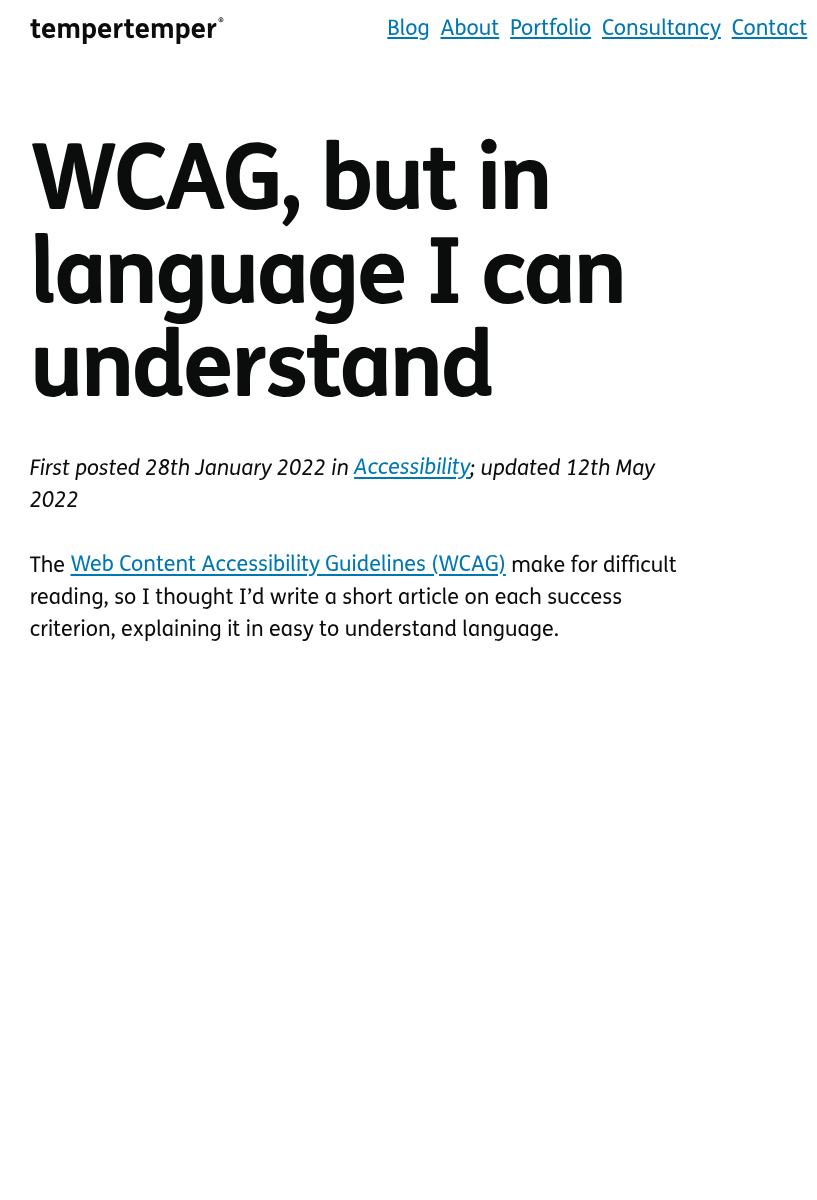 tempertemper®
Blog About Portfolio Consultancy Contact
WCAG, but in
language I can
understand
First posted 28th January 2022 in Accessibility; updated 12th May
2022
The Web Content Accessibility Guidelines (WCAG) make for difficult
reading, so I thought I’d write a short article on each success
criterion, explaining it in easy to understand language.